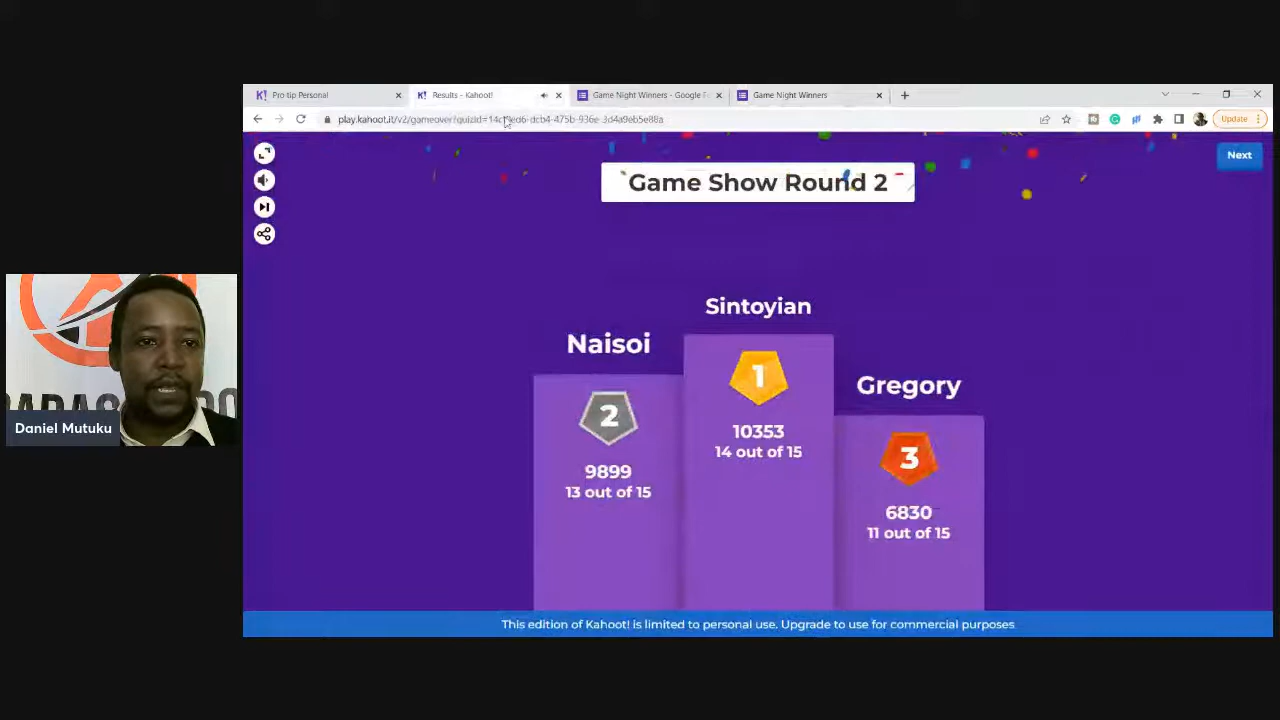 Pro tip Personal
Results - Kahoot!
Game Night Winners - Google F
Game Night Winners
Update
Next
Game Show Round 2
Sintoyian
Naisoi
Gregory
1
10353
14 out of 15
2
9899
13 out of 15
3
6830
11 out of 15
Daniel Mutuku
This edition of Kahoot! is limited to personal use. Upgrade to use for commercial purposes.